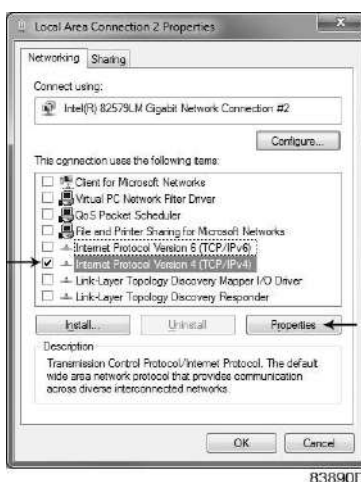 Local Area Connection 2 Properties
Networking Sharing
Connect using:
Intel(R) 82579LM Gigabit Network Connection #2
Configure...
This connection uses the following items:
Client for Microsoft Networks
Virtual PC Network Filter Driver
QoS Packet Scheduler
File and Printer Sharing for Microsoft Networks
Internet Protocol Version 6 (TCP/IPv6)
Internet Protocol Version 4 (TCP/IPv4)
Link-Layer Topology Discovery Mapper I/O Driver
Link-Layer Topology Discovery Responder
Install... Uninstall Properties
Description
Transmission Control Protocol/Internet Protocol. The default
wide area network protocol that provides communication
across diverse interconnected networks.
OK Cancel